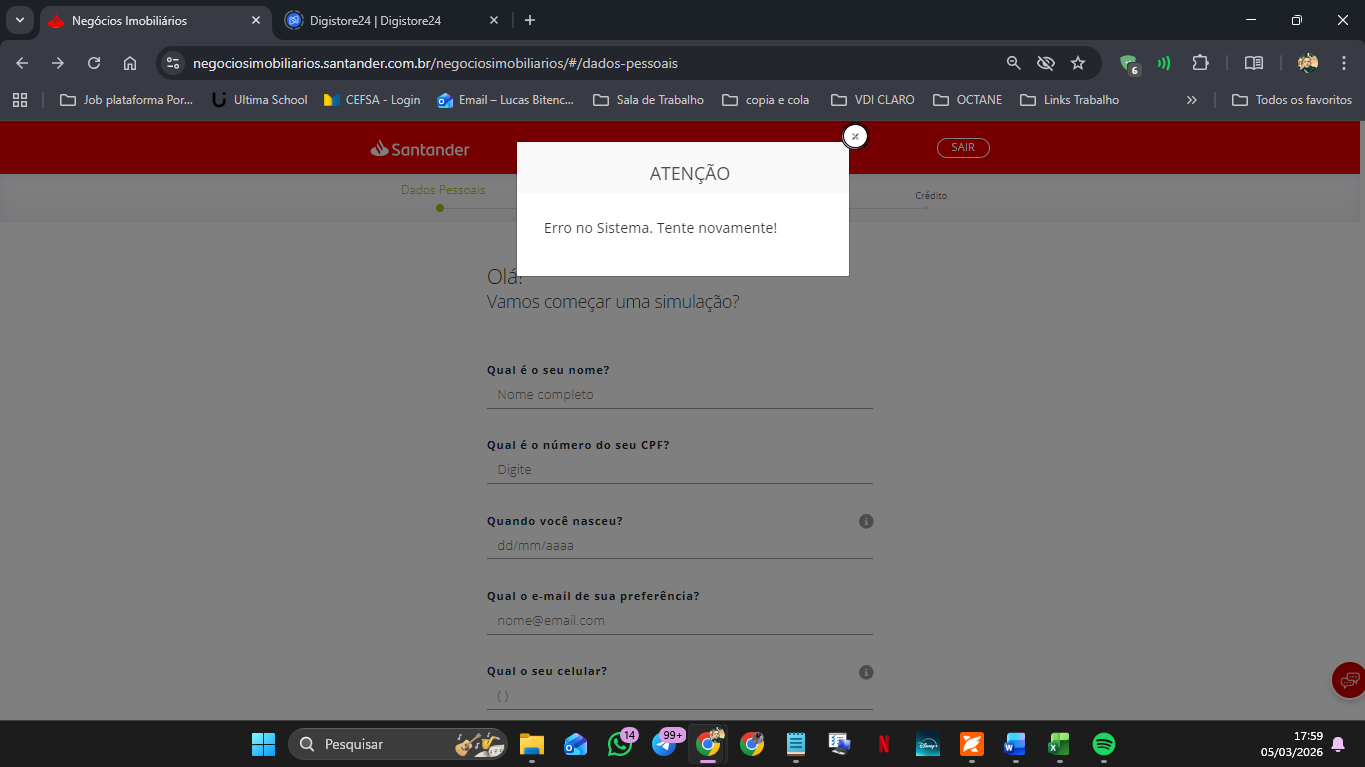 Negócios Imobiliários
Digistore24 | Digistore24
negociosimobiliarios.santander.com.br/negociosimobiliarios/#/dados-pessoais
6
Job plataforma Por...
Ultima School
CEFSA - Login
Email – Lucas Bitenc...
Sala de Trabalho
copia e cola
VDI CLARO
OCTANE
Links Trabalho
Todos os favoritos
Santander
SAIR
ATENÇÃO
Dados Pessoais
Crédito
Erro no Sistema. Tente novamente!
Olá!
Vamos começar uma simulação?
Qual é o seu nome?
Nome completo
Qual é o número do seu CPF?
Digite
Quando você nasceu?
dd/mm/aaaa
Qual o e-mail de sua preferência?
nome@email.com
Qual o seu celular?
( )
Pesquisar
14
99+
Disney+
17:59
05/03/2026